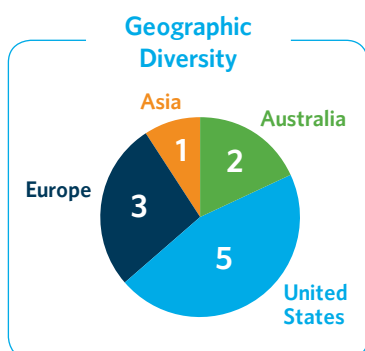 Geographic
Diversity
Asia
1
Australia
2
Europe
3
5
United
States